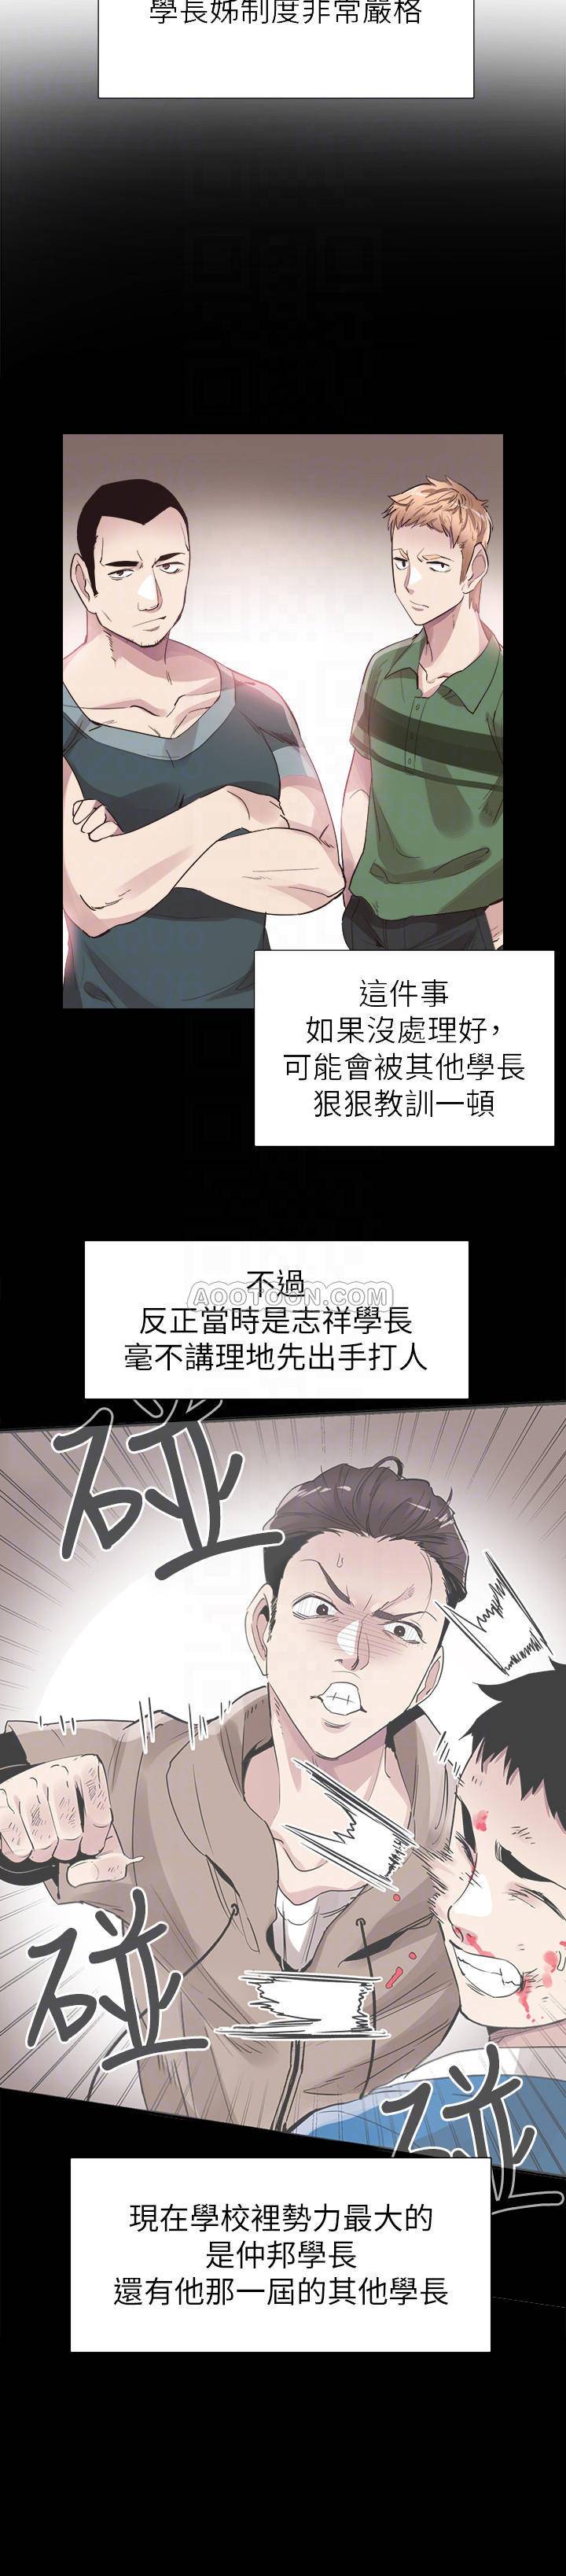 學長姊制度非常嚴格
這件事
如果沒處理好，
可能會被其他學長
狠狠教訓一頓
不過
AOOTOON.COM
反正當時是志祥學長
毫不講理地先出手打人
碰
碰
碰
現在學校裡勢力最大的
是仲邦學長
還有他那一屆的其他學長